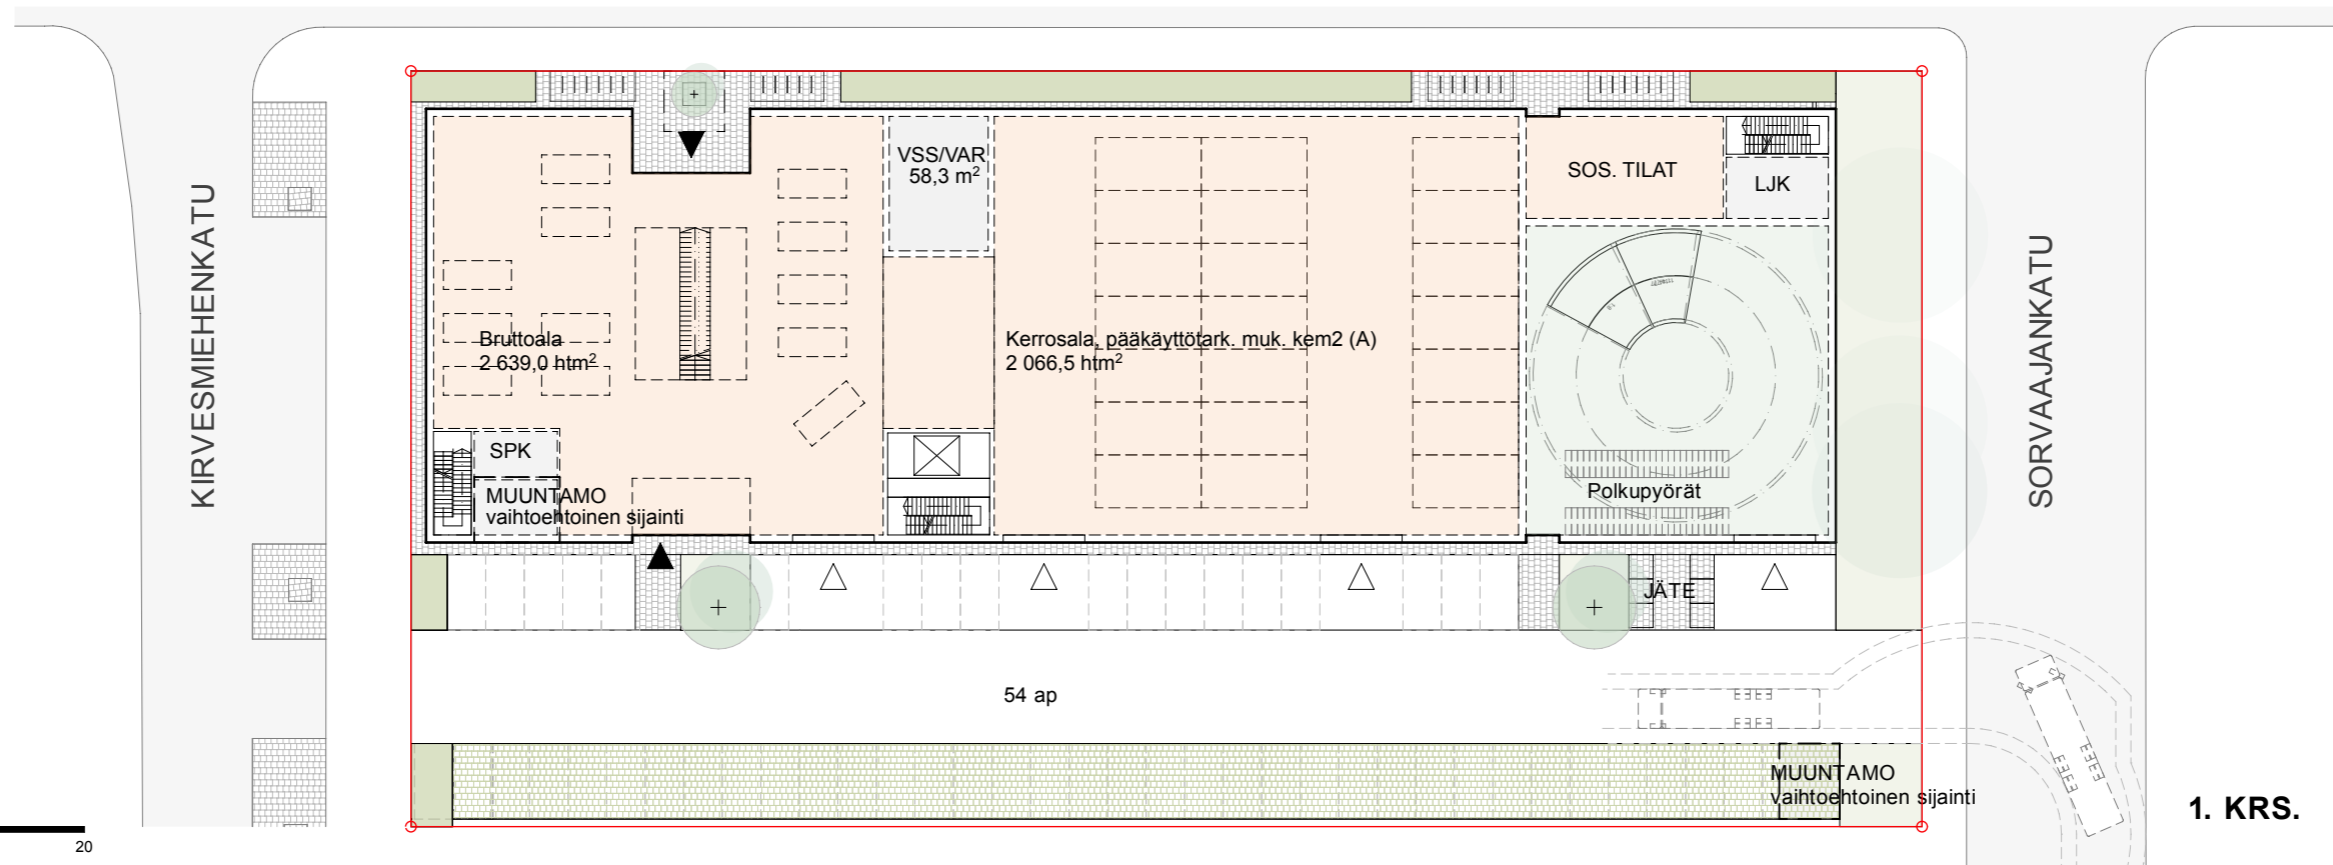 KIRVESMIEHENKATU
VSS/VAR
58,3 m²
SOS. TILAT
LJK
Bruttoala
2 639,0 htm²
Kerrosala, pääkäyttötark. muk. kem2 (A)
2 066,5 htm²
SPK
MUUNTAMO
vaihtoehtoinen sijainti
Polkupyörät
JÄTE
SORVAAJANKATU
54 ap
MUUNTAMO
vaihtoehtoinen sijainti
1. KRS.
20